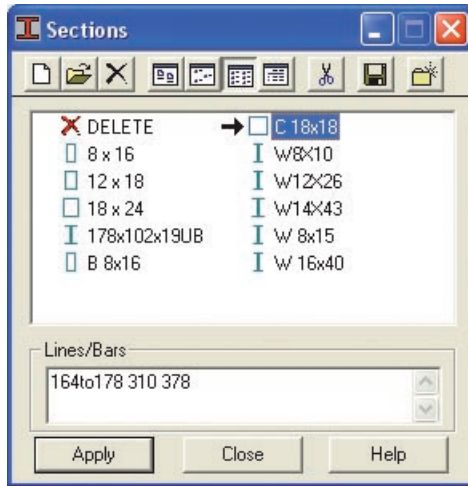 Sections
DELETE
8 x 16
12 x 18
18 x 24
178x102x19UB
B 8x16
C 18x18
W8X10
W12X26
W14X43
W 8x15
W 16x40
Lines/Bars
164to178 310 378
Apply Close Help